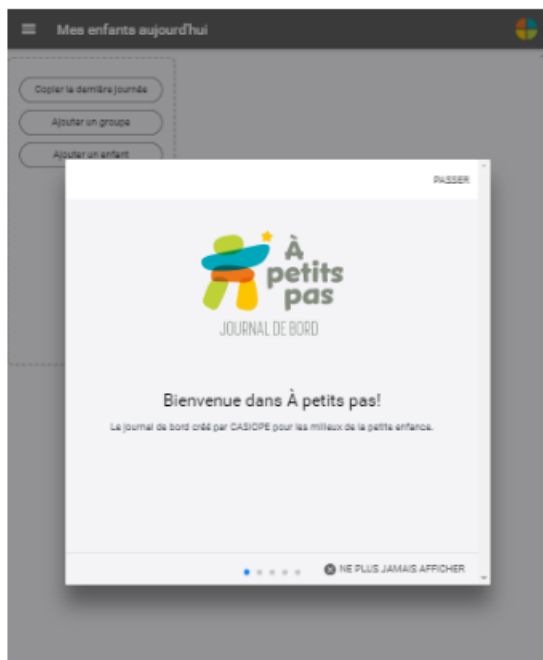 Mes enfants aujourd'hui
Copier la dernière journée
Ajouter un groupe
Ajouter un enfant
PASSER
À
petits
pas
JOURNAL DE BORD
Bienvenue dans À petits pas!
Le journal de bord créé par CASIOPE pour les milieux de la petite enfance.
NE PLUS JAMAIS AFFICHER